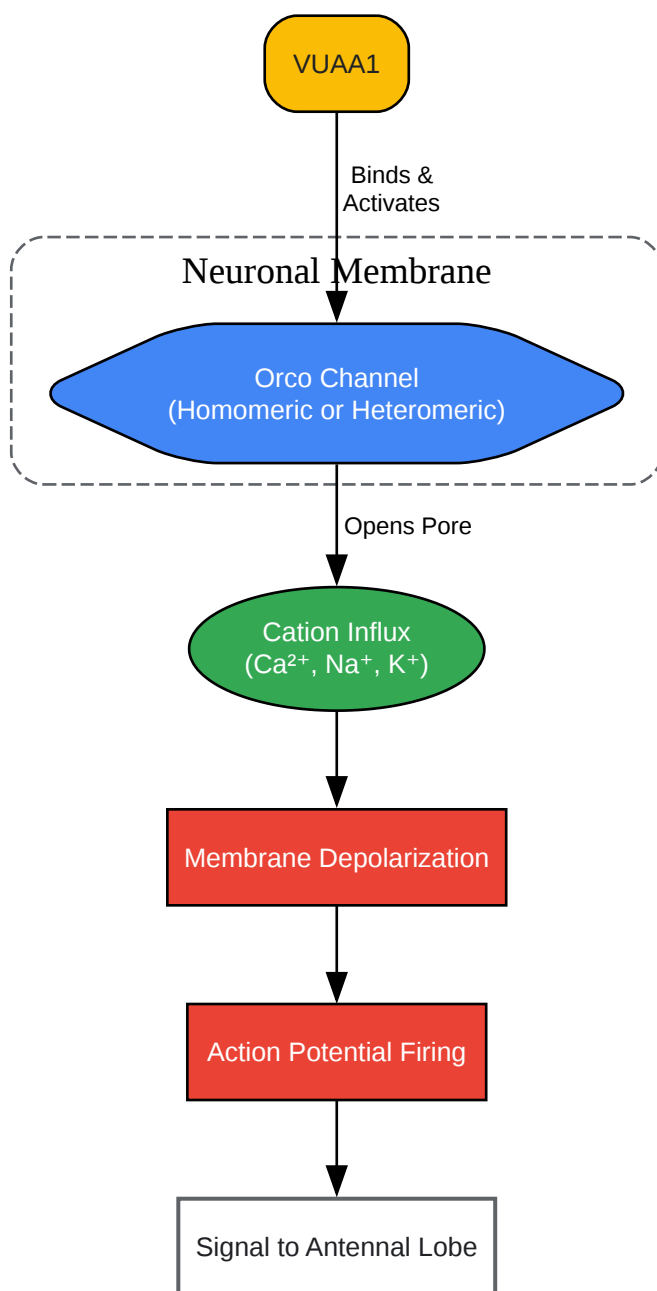 VUAA1
Binds &
Activates
Neuronal Membrane
Orco Channel
(Homomeric or Heteromeric)
Opens Pore
Cation Influx
(Ca²⁺, Na⁺, K⁺)
Membrane Depolarization
Action Potential Firing
Signal to Antennal Lobe